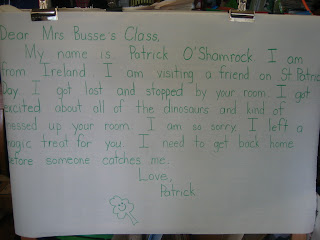 Dear Mrs. Busse's Class,
My name is Patrick O'Shamrock. I am
from Ireland. I am visiting a friend on St. Patrick
Day. I got lost and stopped by your room. I got
excited about all of the dinosaurs and kind of
messed up your room. I am so sorry. I left a
magic treat for you. I need to get back home
before someone catches me.
Love,
Patrick